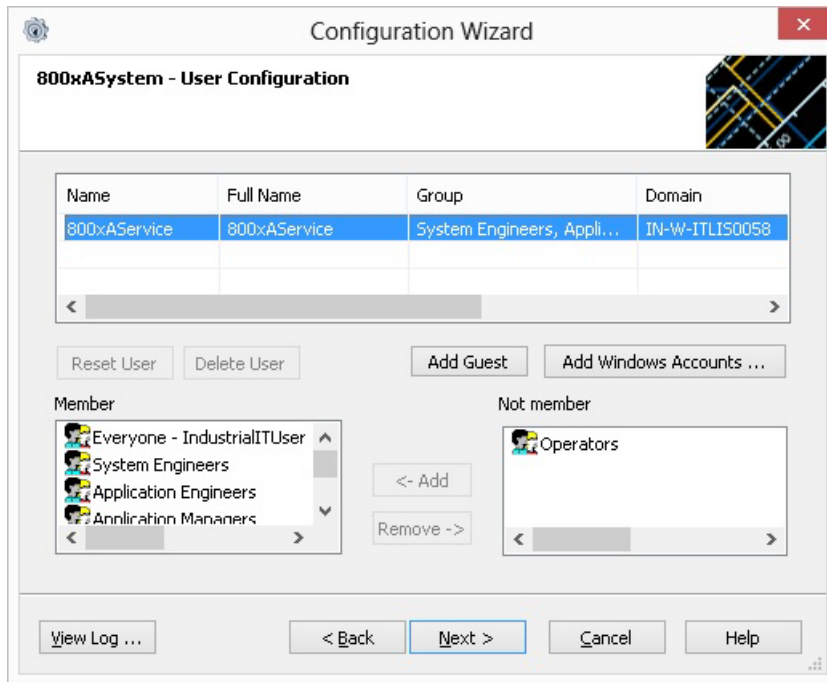 Configuration Wizard
800xASystem - User Configuration
Name Full Name Group Domain
800xAService 800xAService System Engineers, Appli... IN-W-ITLIS0058
Reset User Delete User Add Guest Add Windows Accounts ...
Member Not member
Everyone - IndustrialITUser
System Engineers
Application Engineers
Application Managers
<- Add
Remove ->
Operators
View Log ... < Back Next > Cancel Help